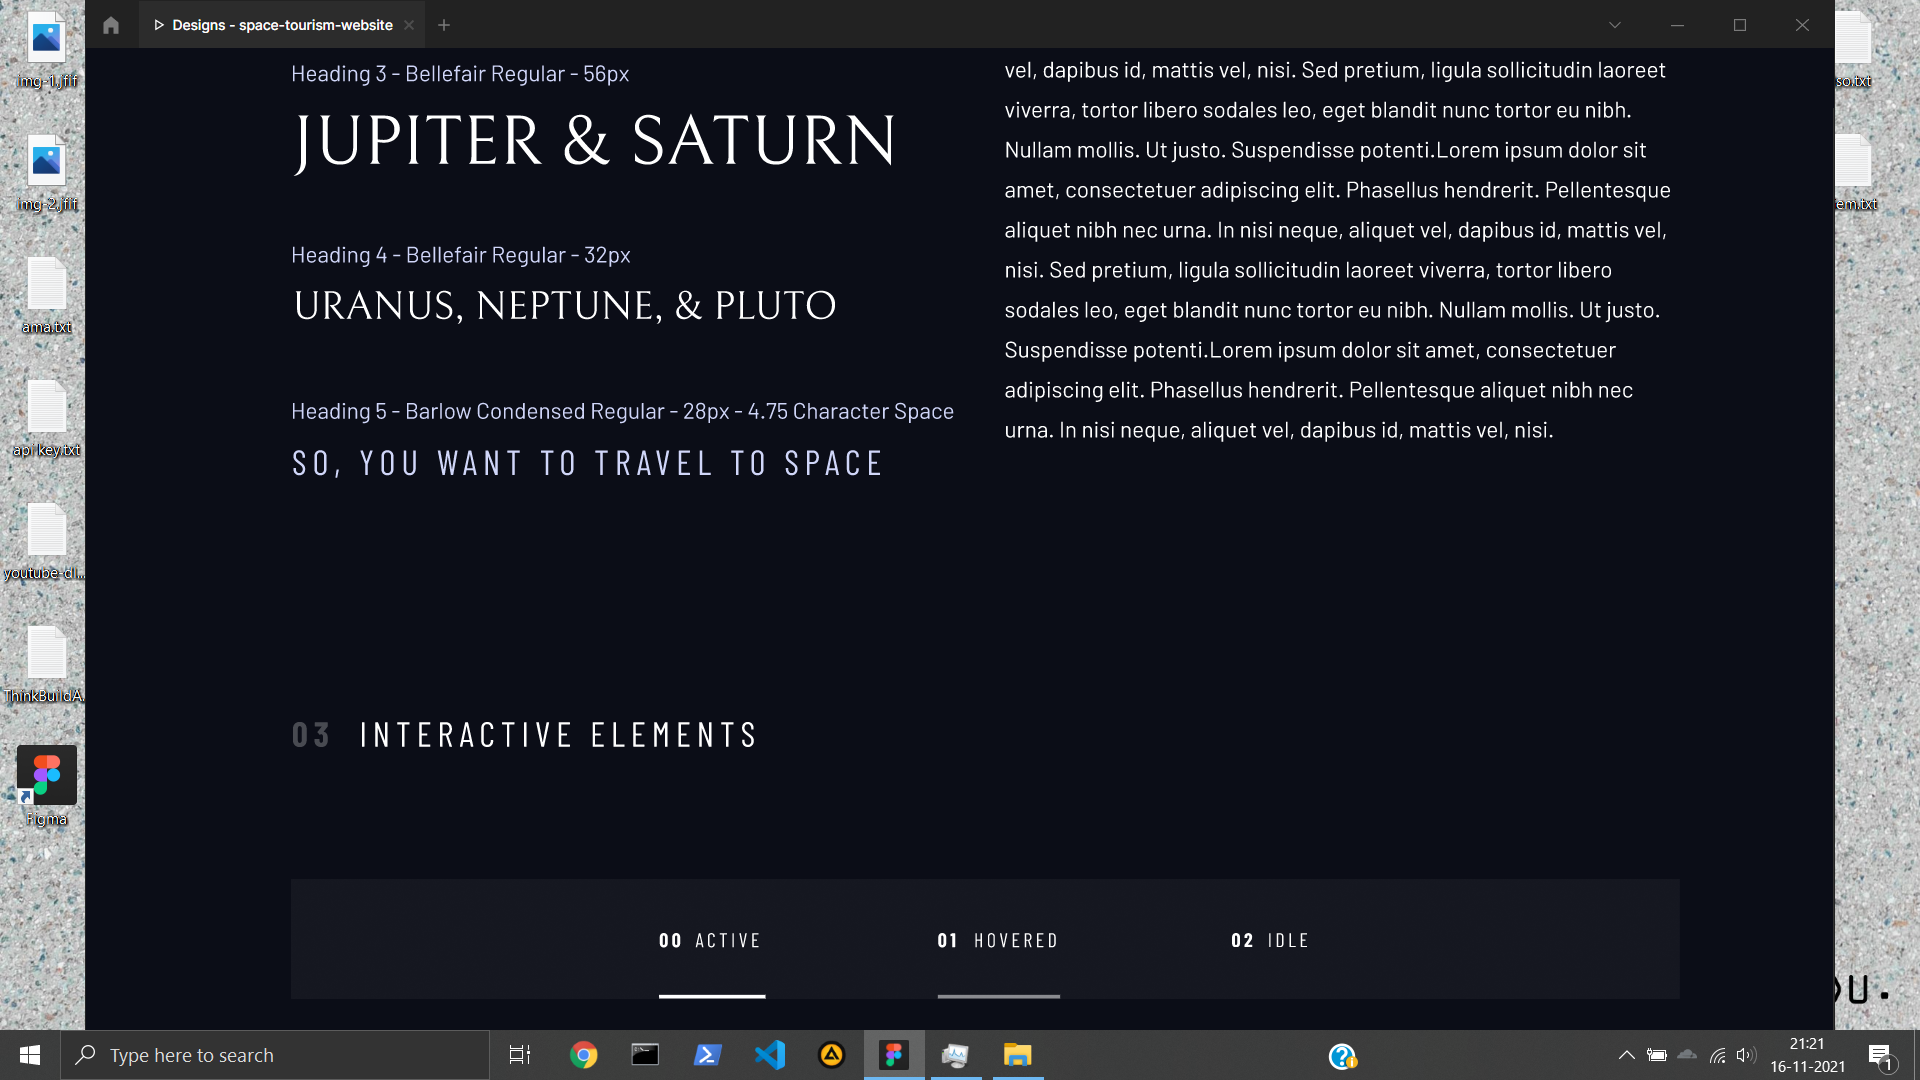 img-1.jfif
img-2.jfif
ama.txt
api key.txt
youtube-dl...
ThinkBuildA...
Figma
Designs - space-tourism-website
Heading 3 - Bellefair Regular - 56px
JUPITER & SATURN
Heading 4 - Bellefair Regular - 32px
URANUS, NEPTUNE, & PLUTO
Heading 5 - Barlow Condensed Regular - 28px - 4.75 Character Space
SO, YOU WANT TO TRAVEL TO SPACE
vel, dapibus id, mattis vel, nisi. Sed pretium, ligula sollicitudin laoreet
viverra, tortor libero sodales leo, eget blandit nunc tortor eu nibh.
Nullam mollis. Ut justo. Suspendisse potenti.Lorem ipsum dolor sit
amet, consectetuer adipiscing elit. Phasellus hendrerit. Pellentesque
aliquet nibh nec urna. In nisi neque, aliquet vel, dapibus id, mattis vel,
nisi. Sed pretium, ligula sollicitudin laoreet viverra, tortor libero
sodales leo, eget blandit nunc tortor eu nibh. Nullam mollis. Ut justo.
Suspendisse potenti.Lorem ipsum dolor sit amet, consectetuer
adipiscing elit. Phasellus hendrerit. Pellentesque aliquet nibh nec
urna. In nisi neque, aliquet vel, dapibus id, mattis vel, nisi.
03 INTERACTIVE ELEMENTS
00 ACTIVE
01 HOVERED
02 IDLE
so.txt
em.txt
OU.
Type here to search
21:21
16-11-2021
1